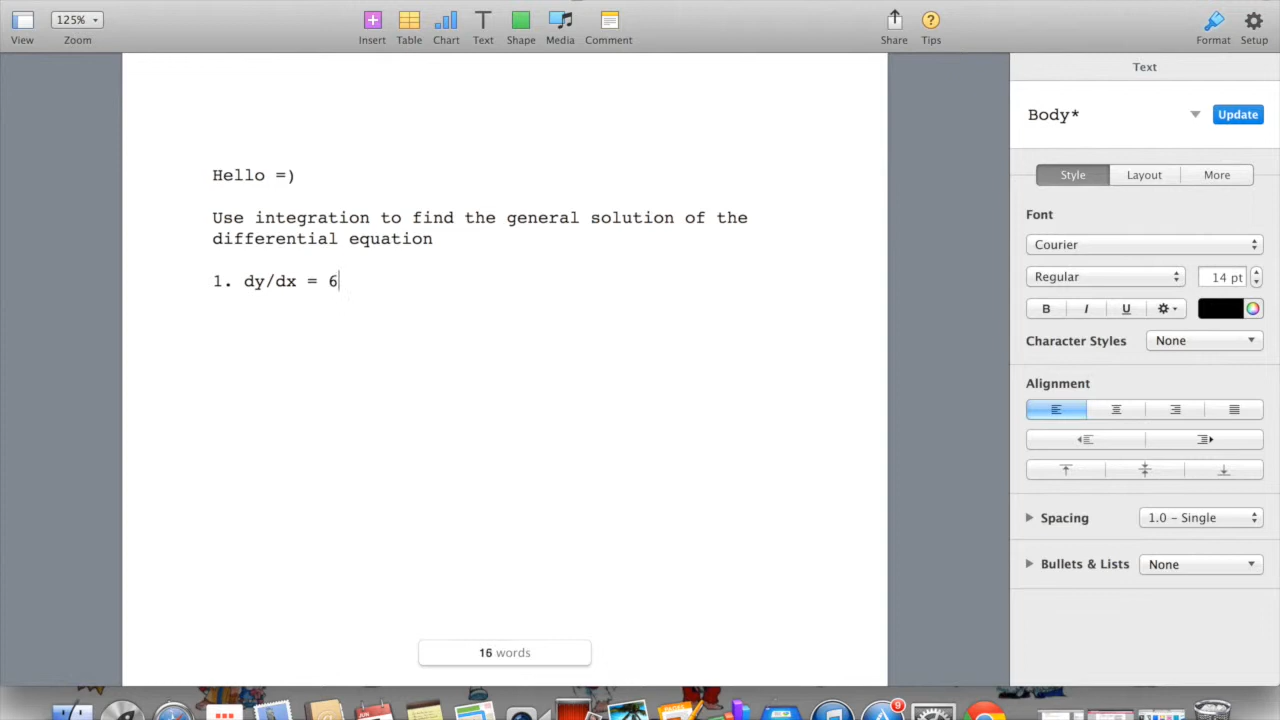 125%
View
Zoom
Insert
Table
Chart
Text
Shape
Media
Comment
Share
Tips
Format
Setup
Hello =)
Use integration to find the general solution of the
differential equation
1. dy/dx = 6
16 words
Text
Body*
Update
Style
Layout
More
Font
Courier
Regular
14 pt
B
I
U
Character Styles
None
Alignment
Spacing
1.0 – Single
Bullets & Lists
None
9